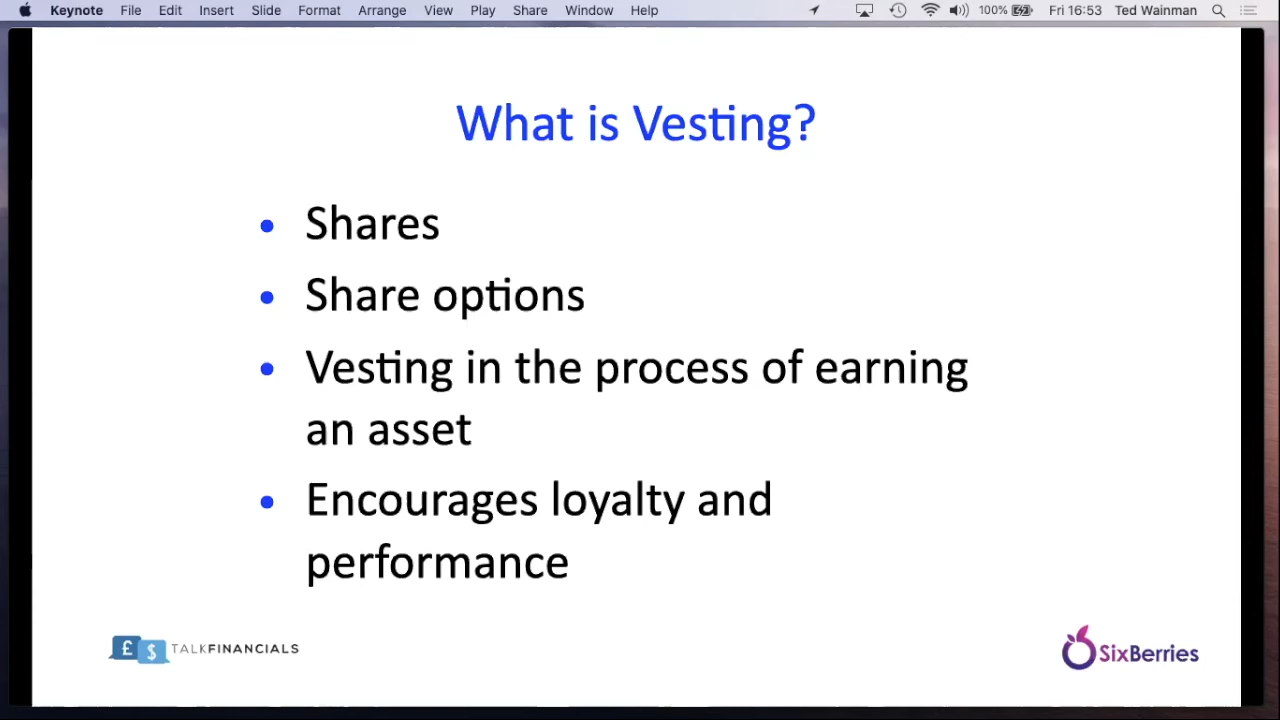 Keynote File Edit Insert Slide Format Arrange View Play Share Window Help 100% Fri 16:53 Ted Wainman
What is Vesting?
• Shares
• Share options
• Vesting in the process of earning
an asset
• Encourages loyalty and
performance
£ $ TALKFINANCIALS
SixBerries